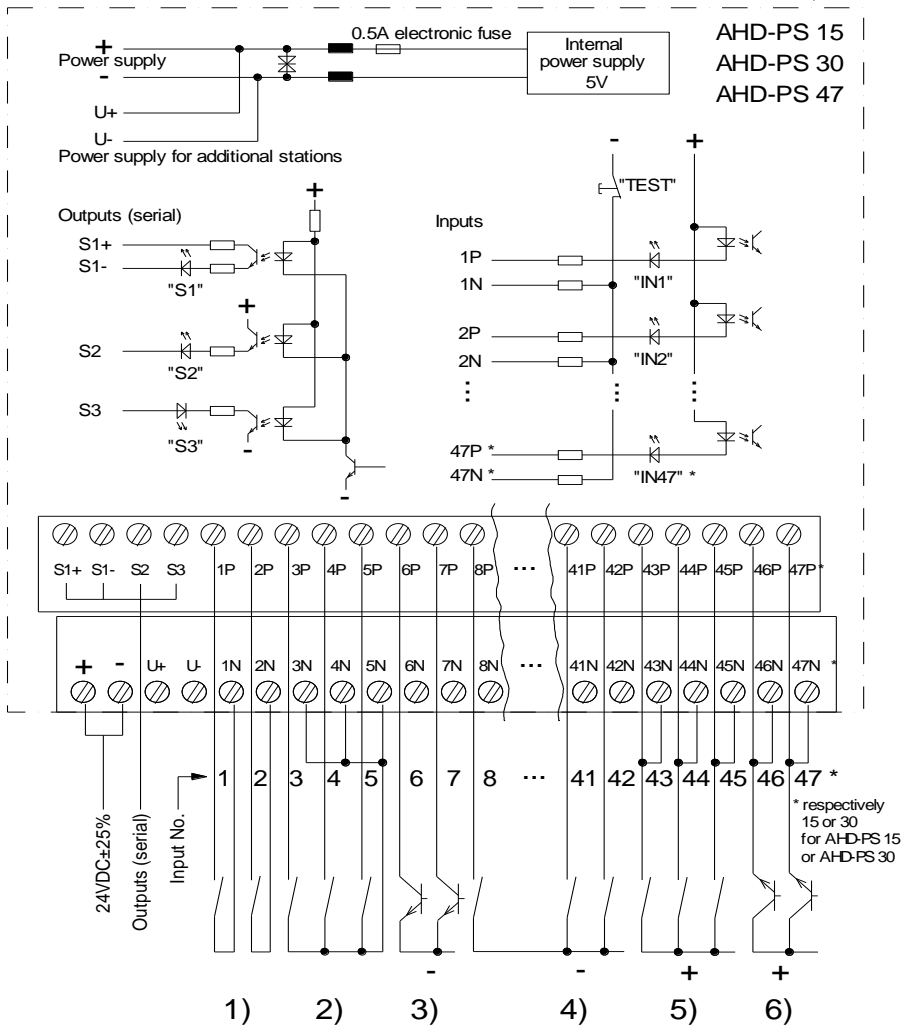 AHD-PS 15
AHD-PS 30
AHD-PS 47
+
Power supply
-
0.5A electronic fuse
Internal
power supply
5V
U+
U-
Power supply for additional stations
Outputs (serial)
+
S1+
S1-
"S1"
+
S2
"S2"
S3
"S3"
-
-
Inputs
-
+
"TEST"
1P
1N
"IN1"
2P
2N
"IN2"
⋮ ⋮ ⋮
47P *
47N *
"IN47" *
S1+ S1- S2 S3 1P 2P 3P 4P 5P 6P 7P 8P ... 41P 42P 43P 44P 45P 46P 47P *
+ - U+ U- 1N 2N 3N 4N 5N 6N 7N 8N ... 41N 42N 43N 44N 45N 46N 47N *
24VDC±25%
Outputs (serial)
Input No.
1 2 3 4 5 6 7 8 ... 41 42 43 44 45 46 47 *
* respectively
15 or 30
for AHD-PS 15
or AHD-PS 30
- - + +
1) 2) 3) 4) 5) 6)